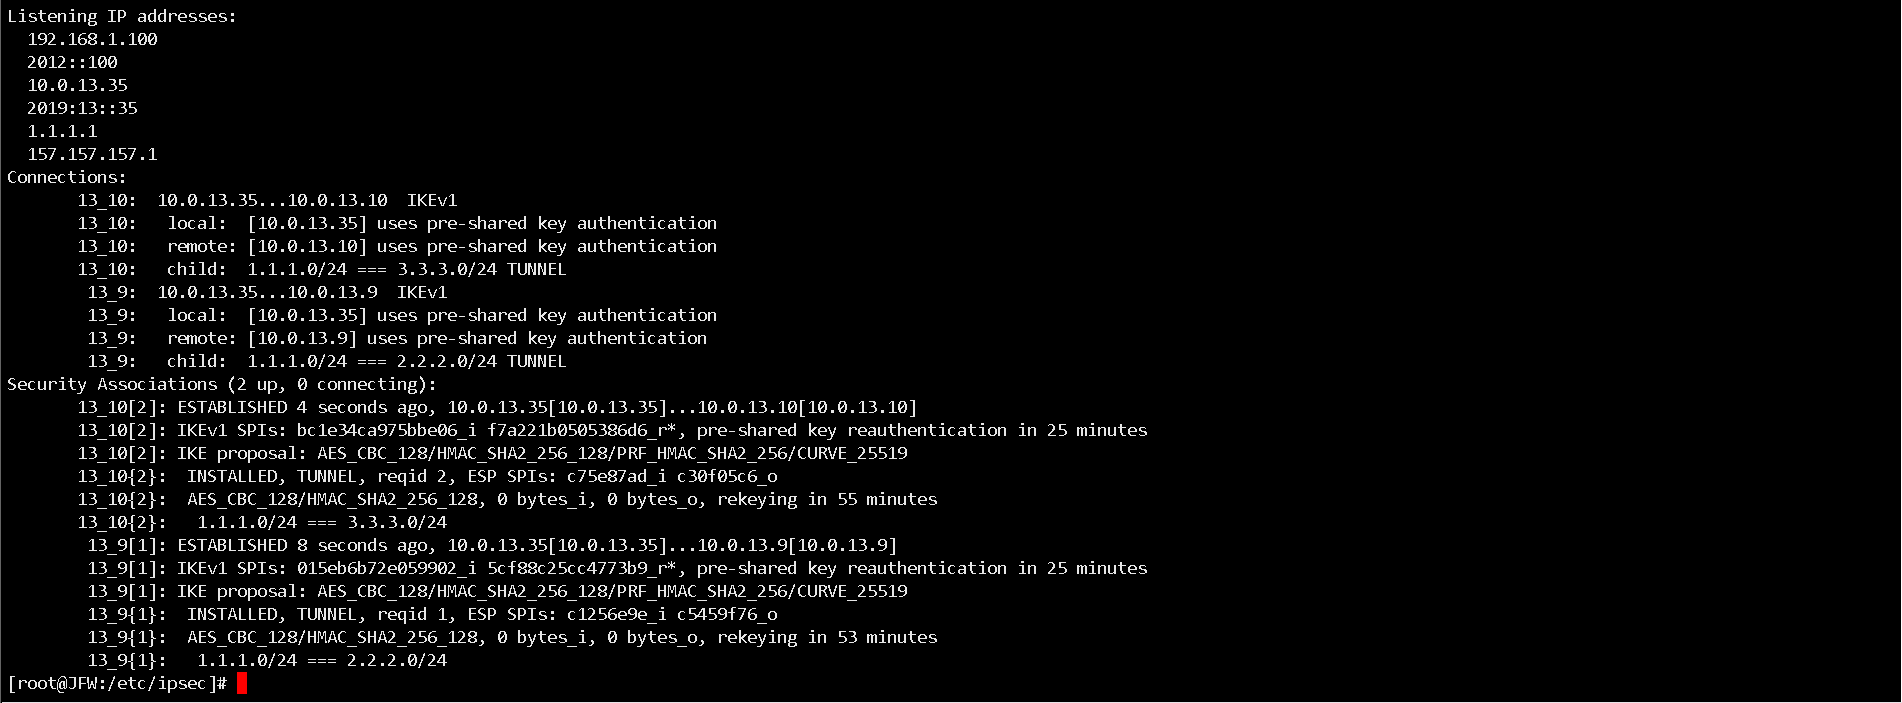 Listening IP addresses:
  192.168.1.100
  2012::100
  10.0.13.35
  2019:13::35
  1.1.1.1
  157.157.157.1
Connections:
       13_10:  10.0.13.35...10.0.13.10  IKEv1
       13_10:   local:  [10.0.13.35] uses pre-shared key authentication
       13_10:   remote: [10.0.13.10] uses pre-shared key authentication
       13_10:   child:  1.1.1.0/24 === 3.3.3.0/24 TUNNEL
        13_9:  10.0.13.35...10.0.13.9  IKEv1
        13_9:   local:  [10.0.13.35] uses pre-shared key authentication
        13_9:   remote: [10.0.13.9] uses pre-shared key authentication
        13_9:   child:  1.1.1.0/24 === 2.2.2.0/24 TUNNEL
Security Associations (2 up, 0 connecting):
       13_10[2]: ESTABLISHED 4 seconds ago, 10.0.13.35[10.0.13.35]...10.0.13.10[10.0.13.10]
       13_10[2]: IKEv1 SPIs: bc1e34ca975bbe06_i f7a221b0505386d6_r*, pre-shared key reauthentication in 25 minutes
       13_10[2]: IKE proposal: AES_CBC_128/HMAC_SHA2_256_128/PRF_HMAC_SHA2_256/CURVE_25519
       13_10{2}:  INSTALLED, TUNNEL, reqid 2, ESP SPIs: c75e87ad_i c30f05c6_o
       13_10{2}:  AES_CBC_128/HMAC_SHA2_256_128, 0 bytes_i, 0 bytes_o, rekeying in 55 minutes
       13_10{2}:   1.1.1.0/24 === 3.3.3.0/24
        13_9[1]: ESTABLISHED 8 seconds ago, 10.0.13.35[10.0.13.35]...10.0.13.9[10.0.13.9]
        13_9[1]: IKEv1 SPIs: 015eb6b72e059902_i 5cf88c25cc4773b9_r*, pre-shared key reauthentication in 25 minutes
        13_9[1]: IKE proposal: AES_CBC_128/HMAC_SHA2_256_128/PRF_HMAC_SHA2_256/CURVE_25519
        13_9{1}:  INSTALLED, TUNNEL, reqid 1, ESP SPIs: c1256e9e_i c5459f76_o
        13_9{1}:  AES_CBC_128/HMAC_SHA2_256_128, 0 bytes_i, 0 bytes_o, rekeying in 53 minutes
        13_9{1}:   1.1.1.0/24 === 2.2.2.0/24
[root@JFW:/etc/ipsec]#